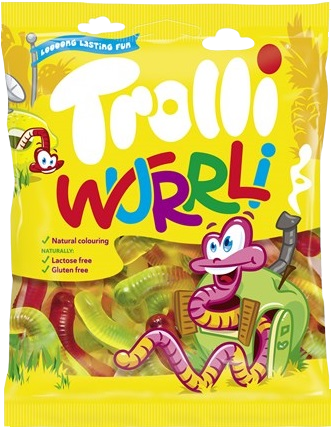 LOOOONG LASTING FUN
Trolli
WURRLi
Natural colouring
NATURALLY:
Lactose free
Gluten free